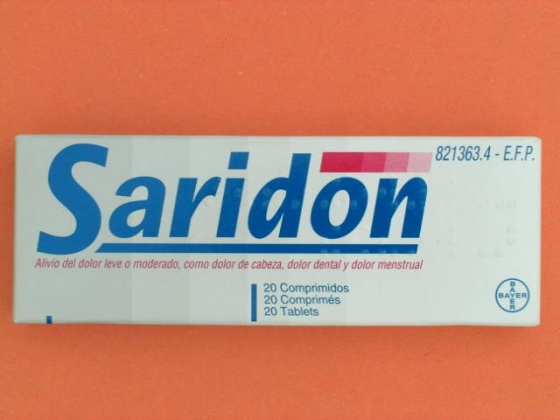 Saridon
821363.4 - E.F.P.
Alivio del dolor leve o moderado, como dolor de cabeza, dolor dental y dolor menstrual
20 Comprimidos
20 Comprimés
20 Tablets
BAYER
BAYER